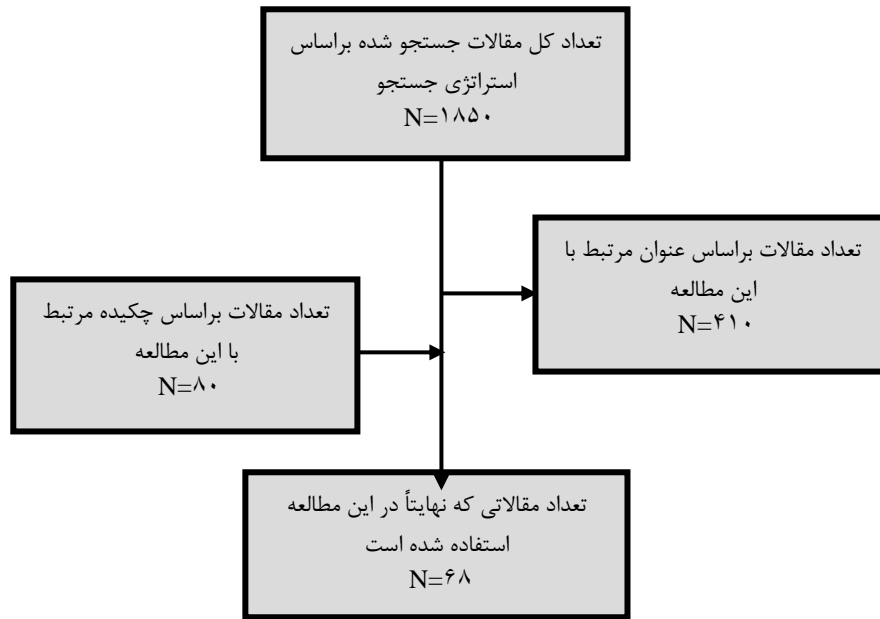 تعداد کل مقالات جستجو شده براساس
استراتژی جستجو
N=۱۸۵۰
تعداد مقالات براساس عنوان مرتبط با
این مطالعه
N=۴۱۰
تعداد مقالات براساس چکیده مرتبط
با این مطالعه
N=۸۰
تعداد مقالاتی که نهایتاً در این مطالعه
استفاده شده است
N=۶۸